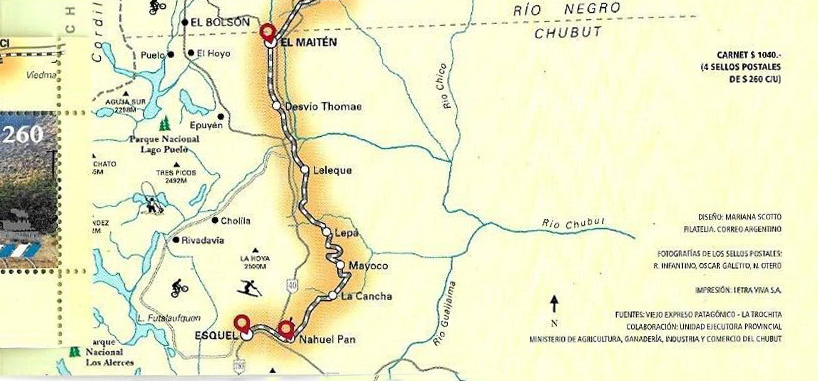 RÍO NEGRO
CHUBUT
EL BOLSÓN
EL MAITÉN
Puelo
El Hoyo
Viedma
CARNET $ 1040.-
(4 SELLOS POSTALES
DE $ 260 C/U)
Río Chico
AGUJA SUR
2298M
Desvío Thomae
260
Epuyén
Parque Nacional
Lago Puelo
TRES PICOS
2492M
Leleque
Cholila
Río Chubut
Lepa
Rivadavia
LA HOYA
2500M
Mayoco
40
La Cancha
L. Futalaufquen
Río Gualjaina
ESQUEL
Nahuel Pan
N
Nacional
Los Alerces
DISEÑO: MARIANA SCOTTO
FILATELIA. CORREO ARGENTINO
FOTOGRAFÍAS DE LOS SELLOS POSTALES:
R. INFANTINO, OSCAR GALETTO, N. OTERO
IMPRESIÓN: LETRA VIVA S.A.
FUENTES: VIEJO EXPRESO PATAGÓNICO - LA TROCHITA
COLABORACIÓN: UNIDAD EJECUTORA PROVINCIAL
MINISTERIO DE AGRICULTURA, GANADERÍA, INDUSTRIA Y COMERCIO DEL CHUBUT